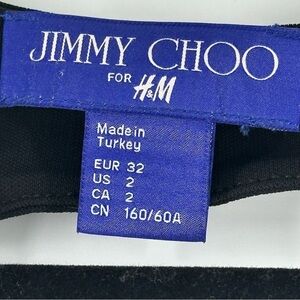 JIMMY CHOO
FOR
H&M
Made in
Turkey
EUR 32
US 2
CA 2
CN 160/60A